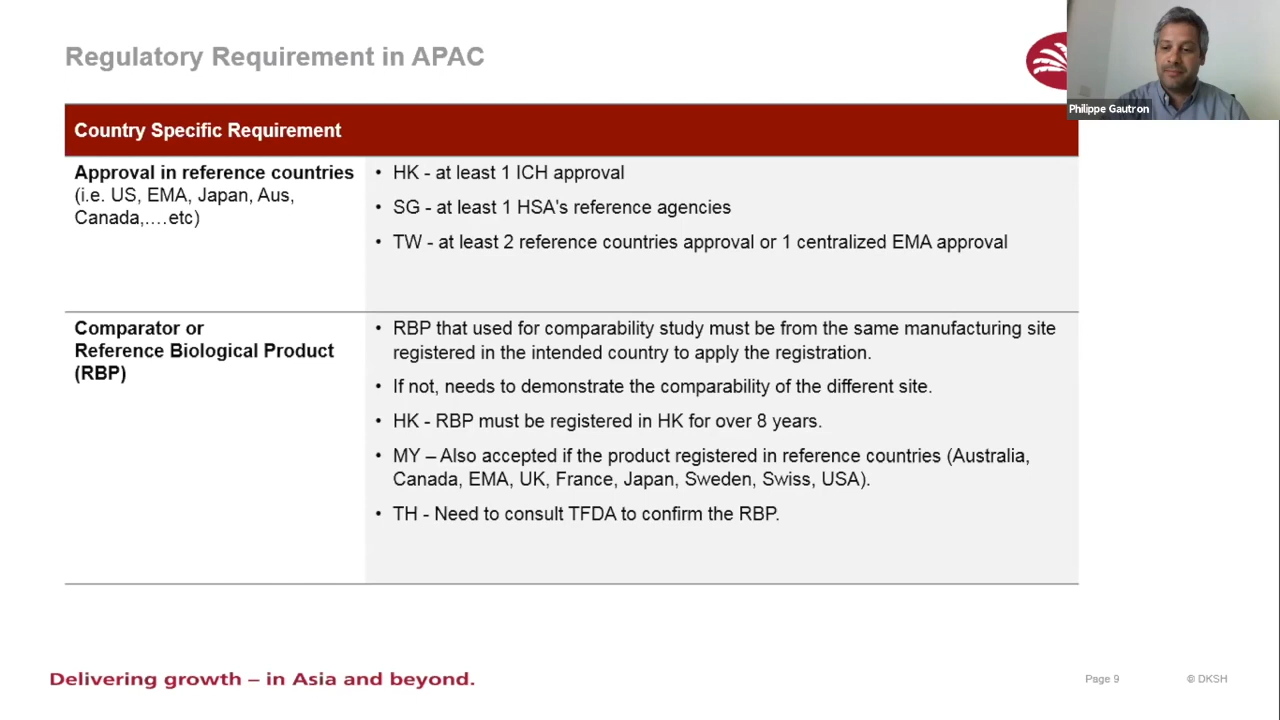 Regulatory Requirement in APAC
Philippe Gautron
Country Specific Requirement
Approval in reference countries
(i.e. US, EMA, Japan, Aus,
Canada,....etc)
• HK - at least 1 ICH approval
• SG - at least 1 HSA's reference agencies
• TW - at least 2 reference countries approval or 1 centralized EMA approval
Comparator or
Reference Biological Product
(RBP)
• RBP that used for comparability study must be from the same manufacturing site
registered in the intended country to apply the registration.
• If not, needs to demonstrate the comparability of the different site.
• HK - RBP must be registered in HK for over 8 years.
• MY – Also accepted if the product registered in reference countries (Australia,
Canada, EMA, UK, France, Japan, Sweden, Swiss, USA).
• TH - Need to consult TFDA to confirm the RBP.
Delivering growth – in Asia and beyond.
Page 9
© DKSH